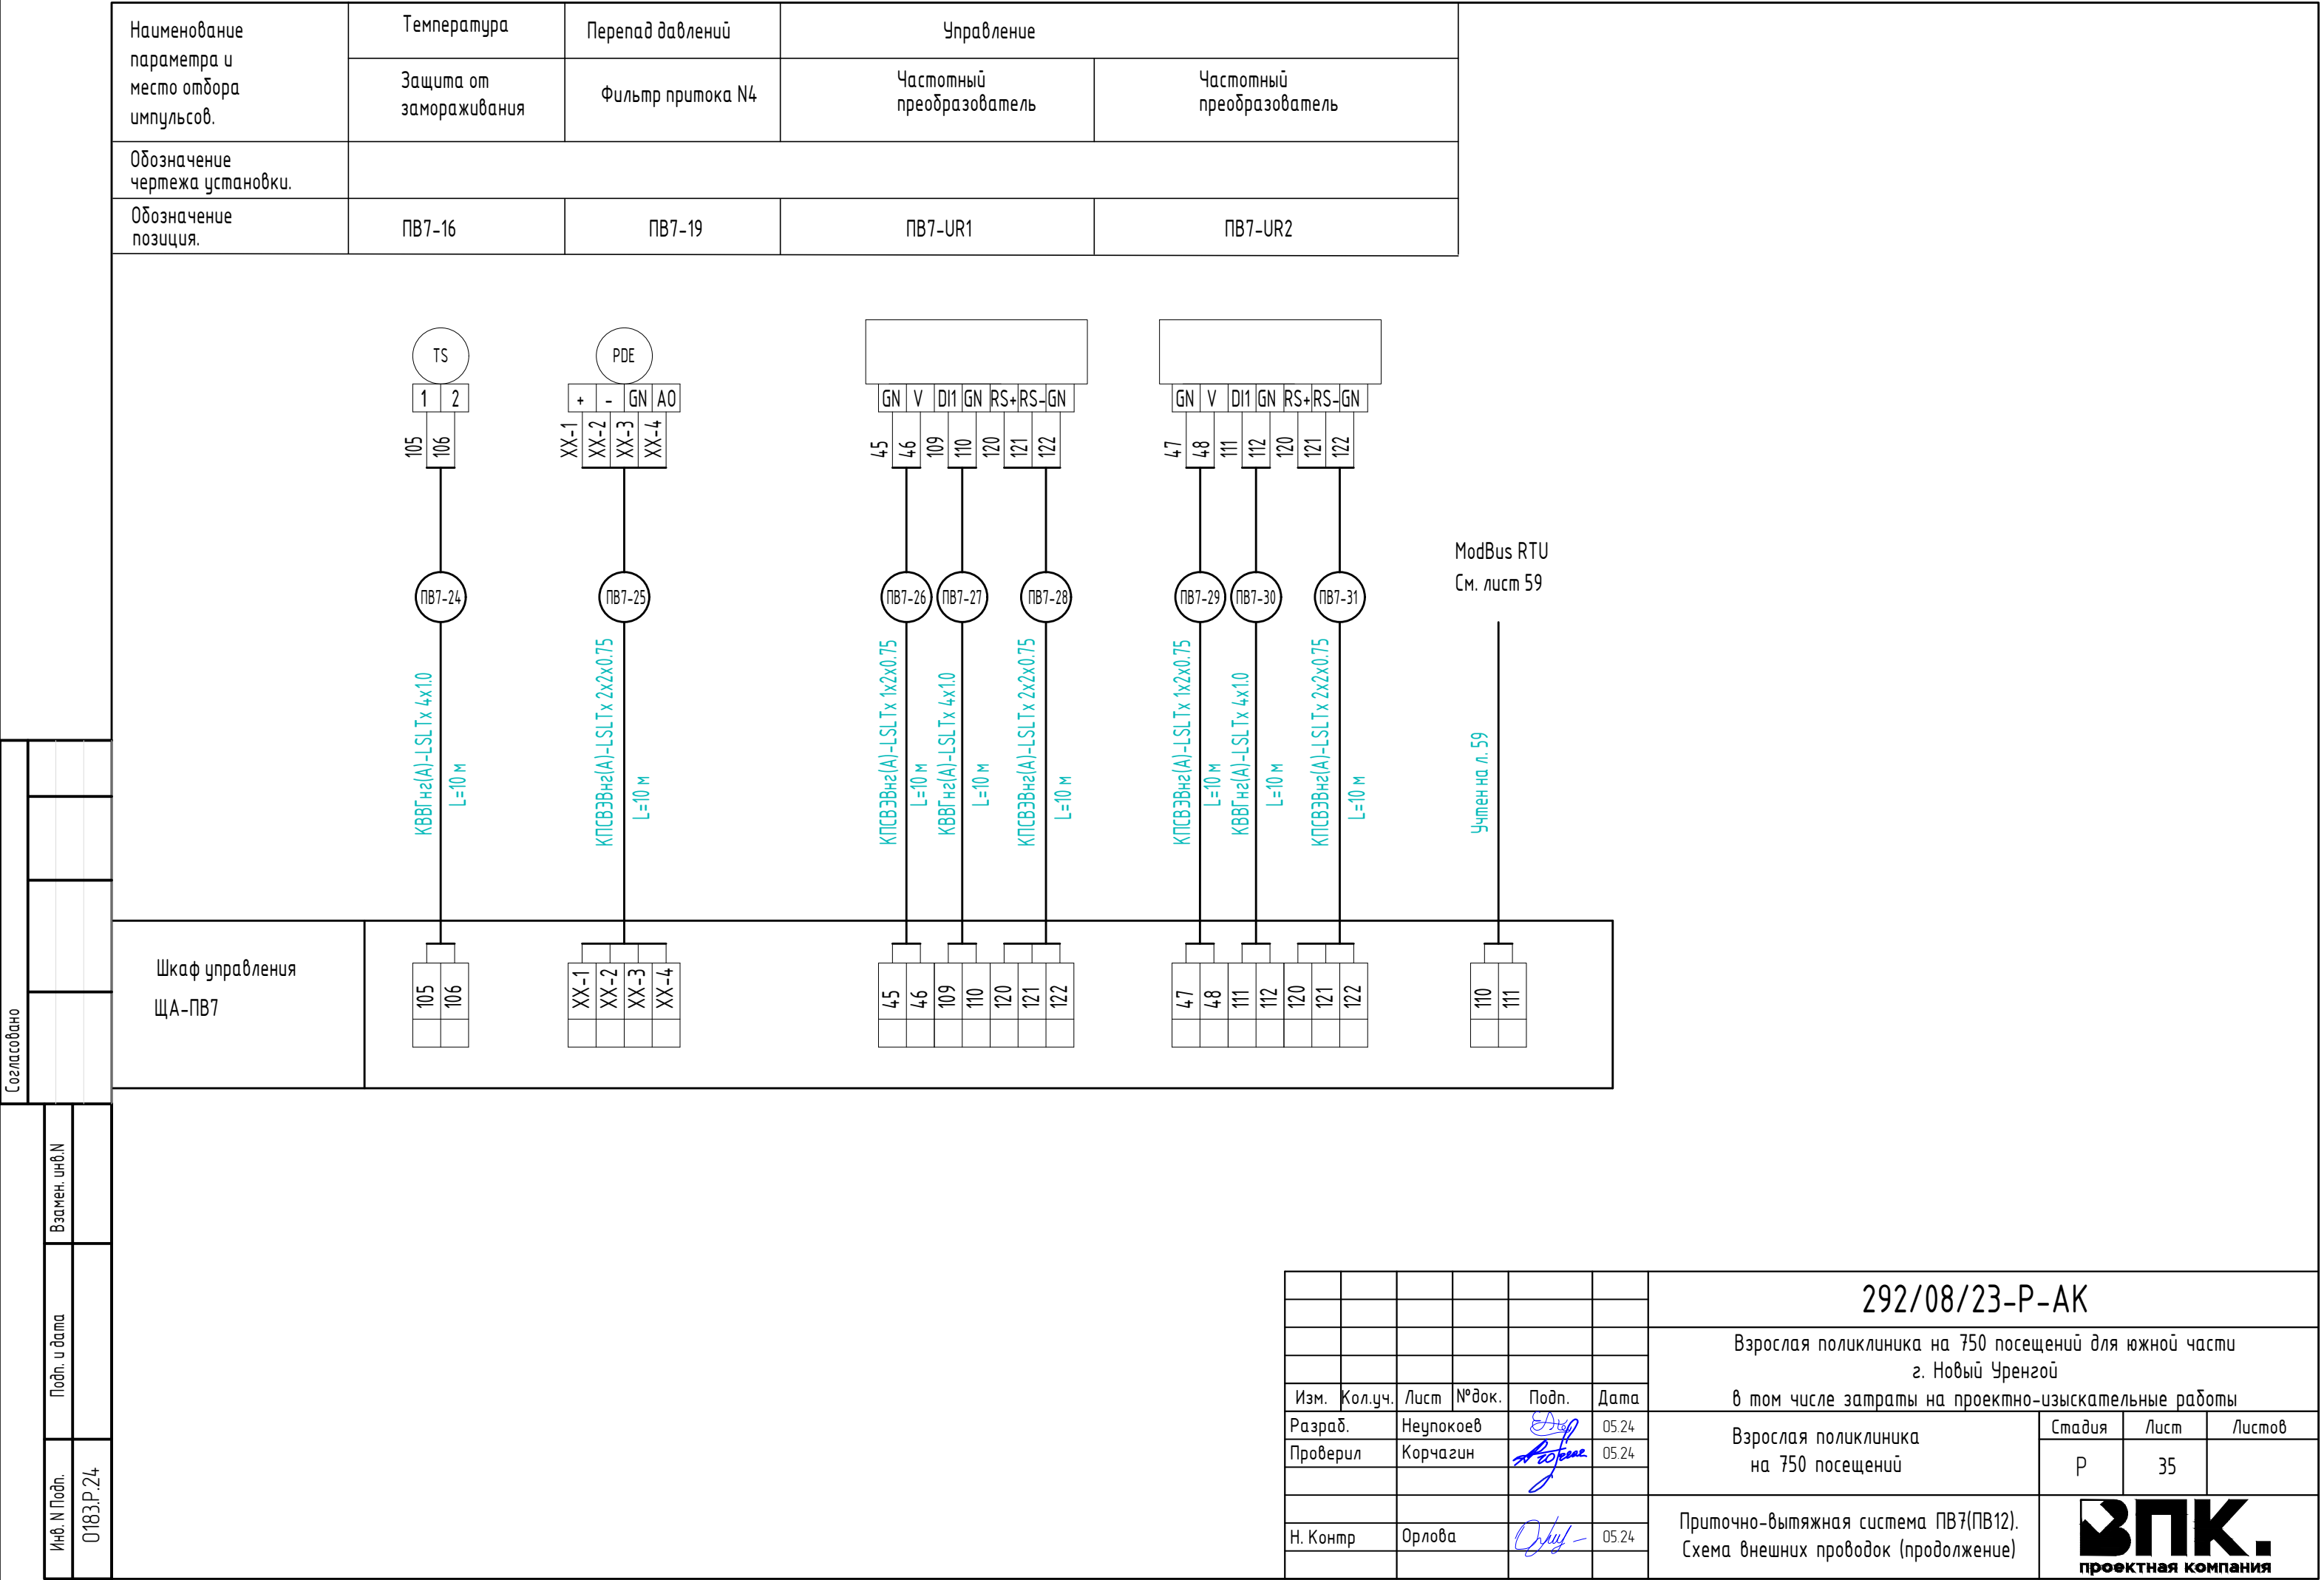 Наименование
параметра и
место отбора
импульсов.
Температура
Перепад давлений
Управление
Защита от
замораживания
Фильтр притока N4
Частотный
преобразователь
Частотный
преобразователь
Обозначение
чертежа установки.
Обозначение
позиция.
ПВ7-16
ПВ7-19
ПВ7-UR1
ПВ7-UR2
TS
1 2
105
106
PDE
+ - GN AO
XX-1
XX-2
XX-3
XX-4
GN V DI1 GN RS+ RS- GN
45
46
109
110
120
121
122
GN V DI1 GN RS+ RS- GN
47
48
111
112
120
121
122
ModBus RTU
См. лист 59
ПВ7-24
ПВ7-25
ПВ7-26
ПВ7-27
ПВ7-28
ПВ7-29
ПВ7-30
ПВ7-31
КВВГнг(А)-LSLTx 4x1.0
L=10 м
КПСВЭВнг(А)-LSLTx 2x2x0.75
L=10 м
КПСВЭВнг(А)-LSLTx 1x2x0.75
L=10 м
КВВГнг(А)-LSLTx 4x1.0
L=10 м
КПСВЭВнг(А)-LSLTx 2x2x0.75
L=10 м
КПСВЭВнг(А)-LSLTx 1x2x0.75
L=10 м
КВВГнг(А)-LSLTx 4x1.0
L=10 м
КПСВЭВнг(А)-LSLTx 2x2x0.75
L=10 м
Учтен на л. 59
Шкаф управления
ЩА-ПВ7
105
106
XX-1
XX-2
XX-3
XX-4
45
46
109
110
120
121
122
47
48
111
112
120
121
122
110
111
Согласовано
Взамен. инв.N
Подп. и дата
Инв. N Подп.
0183.Р.24
292/08/23-Р-АК
Взрослая поликлиника на 750 посещений для южной части
г. Новый Уренгой
в том числе затраты на проектно-изыскательные работы
Изм. Кол.уч. Лист №док. Подп. Дата
Разраб. Неупокоев 05.24
Проверил Корчагин 05.24
Н. Контр Орлова 05.24
Взрослая поликлиника
на 750 посещений
Стадия Лист Листов
Р 35
Приточно-вытяжная система ПВ7(ПВ12).
Схема внешних проводок (продолжение)
ЗПК.
проектная компания